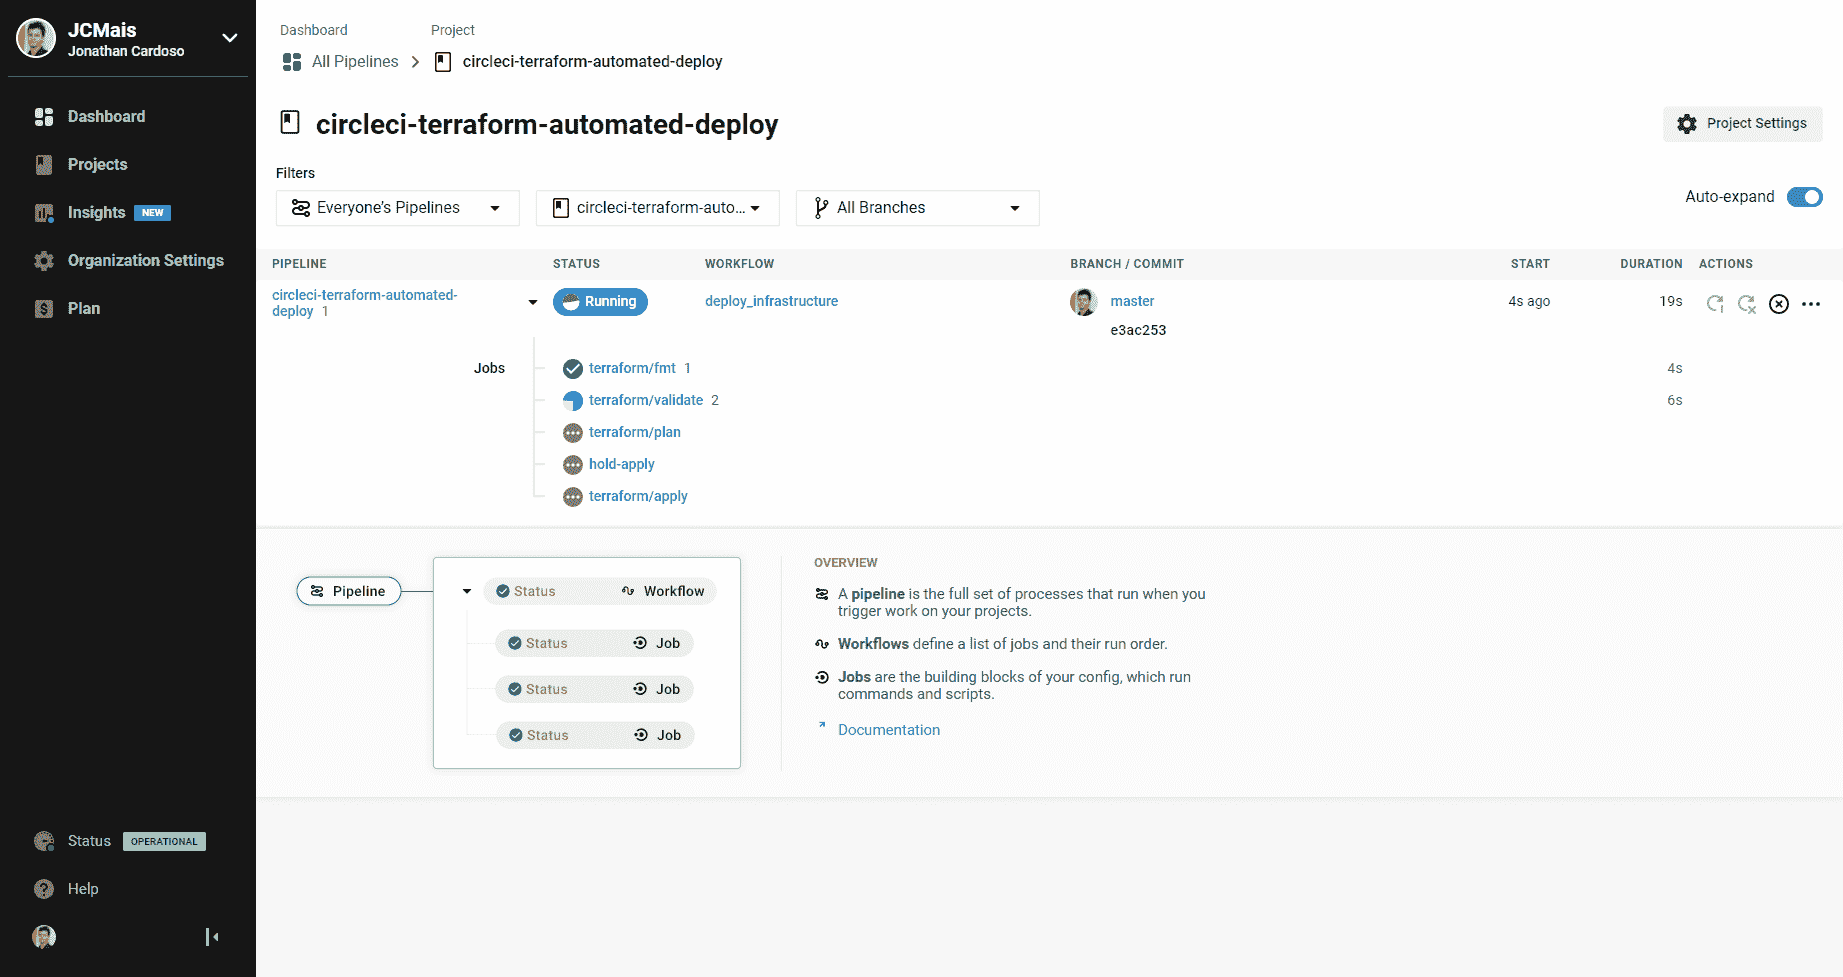 JCMais
Jonathan Cardoso
Dashboard
Projects
Insights NEW
Organization Settings
Plan
Status OPERATIONAL
Help
Dashboard Project
All Pipelines circleci-terraform-automated-deploy
circleci-terraform-automated-deploy
Project Settings
Filters
Everyone's Pipelines circleci-terraform-auto... All Branches
Auto-expand
PIPELINE STATUS WORKFLOW BRANCH / COMMIT START DURATION ACTIONS
circleci-terraform-automated-
deploy 1
Running deploy_infrastructure master 4s ago 19s
e3ac253
Jobs terraform/fmt 1 4s
terraform/validate 2 6s
terraform/plan
hold-apply
terraform/apply
Pipeline
Status Workflow
Status Job
Status Job
Status Job
OVERVIEW
A pipeline is the full set of processes that run when you
trigger work on your projects.
Workflows define a list of jobs and their run order.
Jobs are the building blocks of your config, which run
commands and scripts.
Documentation